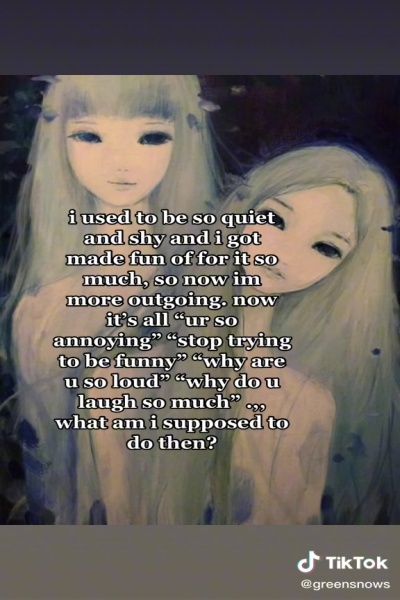 i used to be so quiet
and shy and i got
made fun of for it so
much, so now im
more outgoing. now
it's all “ur so
annoying” “stop trying
to be funny” “why are
u so loud” “why do u
laugh so much” .,,
what am i supposed to
do then?
TikTok
@greensnows